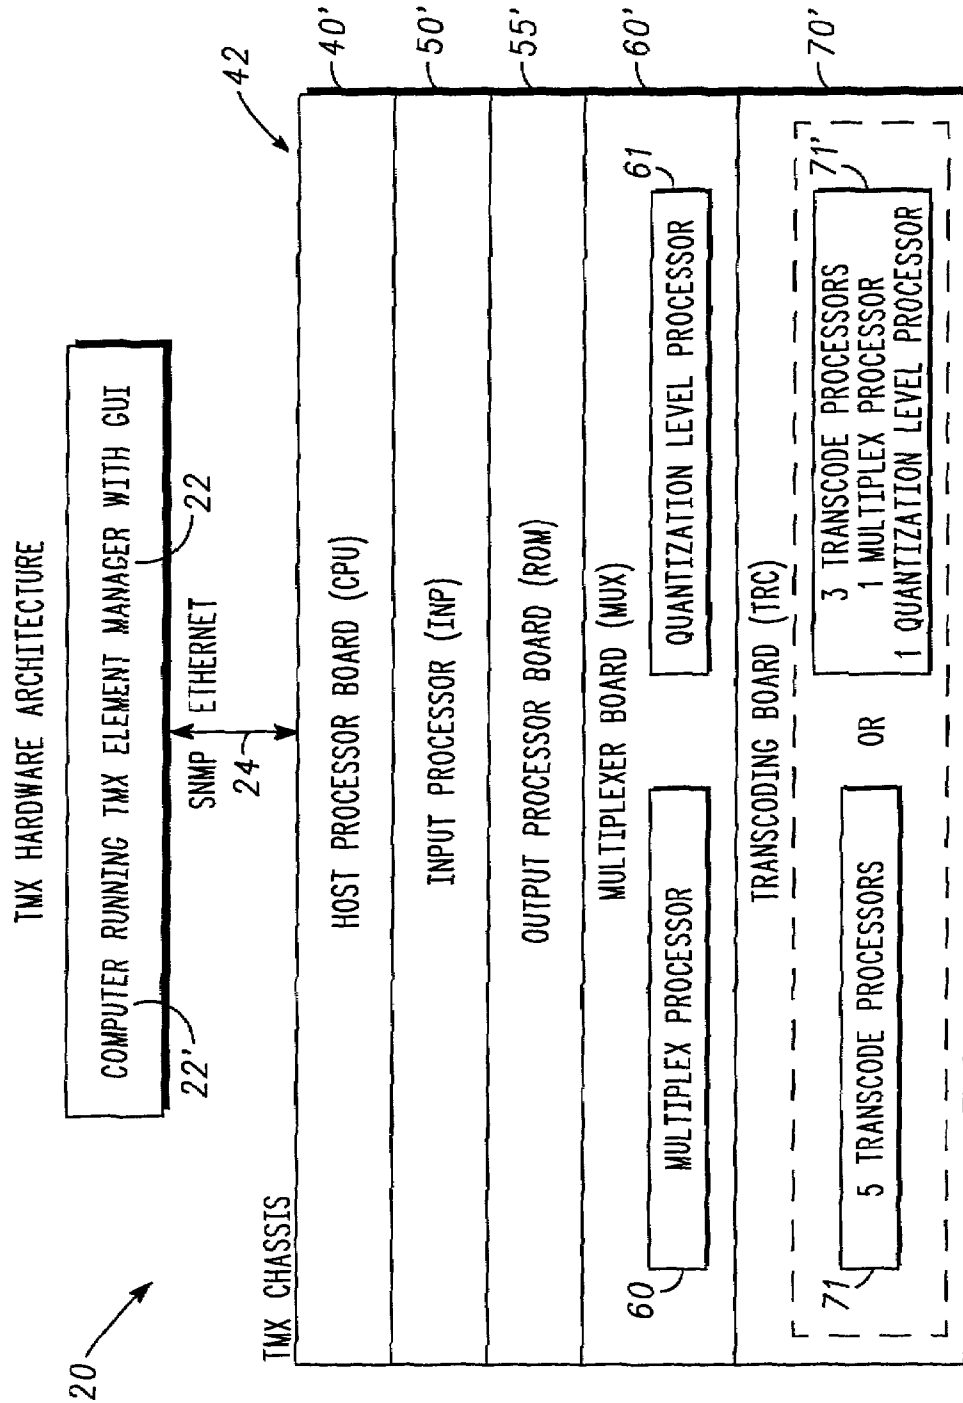 TMX HARDWARE ARCHITECTURE
20
COMPUTER RUNNING TMX ELEMENT MANAGER WITH GUI
22'
22
SNMP ETHERNET
24
42
TMX CHASSIS
HOST PROCESSOR BOARD (CPU)
40'
INPUT PROCESSOR (INP)
50'
OUTPUT PROCESSOR BOARD (ROM)
55'
MULTIPLEXER BOARD (MUX)
60'
60
MULTIPLEX PROCESSOR
61
QUANTIZATION LEVEL PROCESSOR
TRANSCODING BOARD (TRC)
70'
71
5 TRANSCODE PROCESSORS
OR
71'
3 TRANSCODE PROCESSORS
1 MULTIPLEX PROCESSOR
1 QUANTIZATION LEVEL PROCESSOR